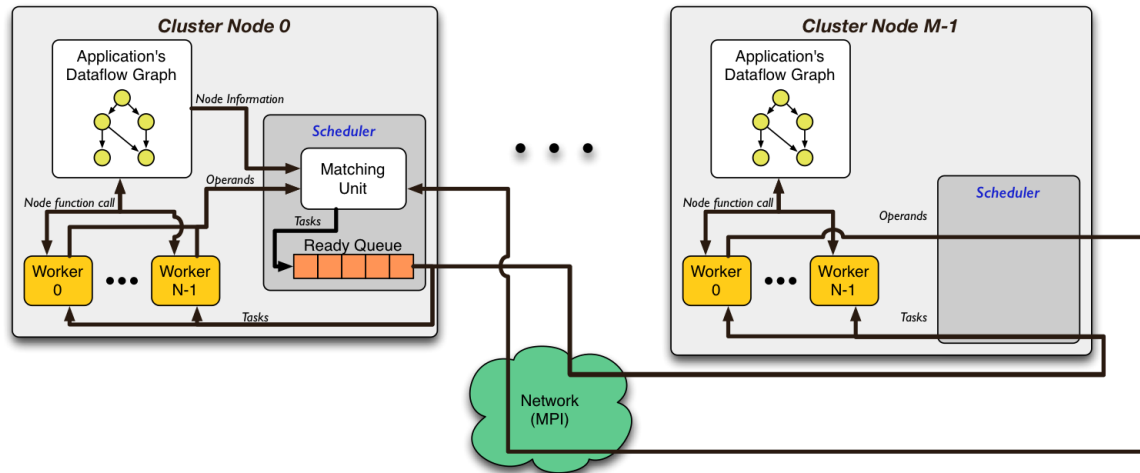 Cluster Node 0
Application's
Dataflow Graph
Node Information
Scheduler
Matching
Unit
Operands
Node function call
Tasks
Ready Queue
Worker
0
Worker
N-1
Tasks
Network
(MPI)
Cluster Node M-1
Application's
Dataflow Graph
Scheduler
Node function call
Operands
Worker
0
Worker
N-1
Tasks